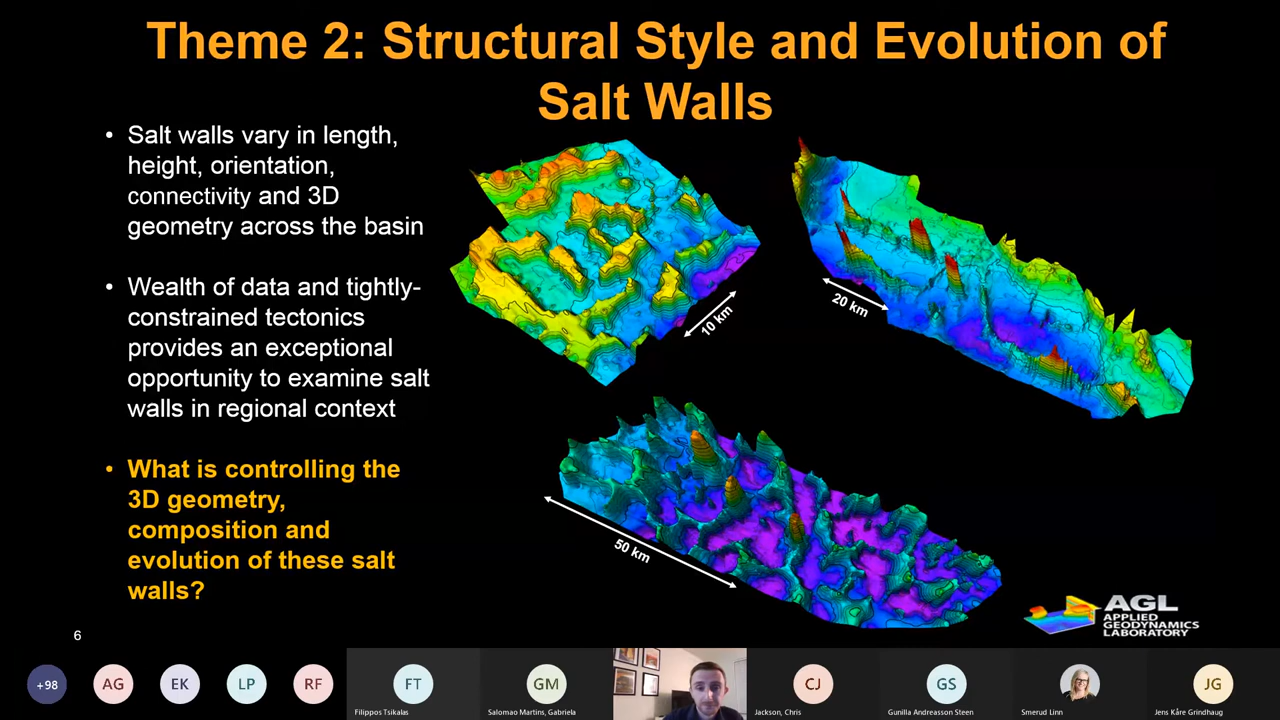 Theme 2: Structural Style and Evolution of
Salt Walls
• Salt walls vary in length,
height, orientation,
connectivity and 3D
geometry across the basin
• Wealth of data and tightly-
constrained tectonics
provides an exceptional
opportunity to examine salt
walls in regional context
• What is controlling the
3D geometry,
composition and
evolution of these salt
walls?
10 km
20 km
50 km
AGL
APPLIED
GEODYNAMICS
LABORATORY
6
+98
AG
EK
LP
RF
FT
Filippos Tsikalas
GM
Salomao Martins, Gabriela
CJ
Jackson, Chris
GS
Gunilla Andreasson Steen
Smerud Linn
JG
Jens Kåre Grindhaug